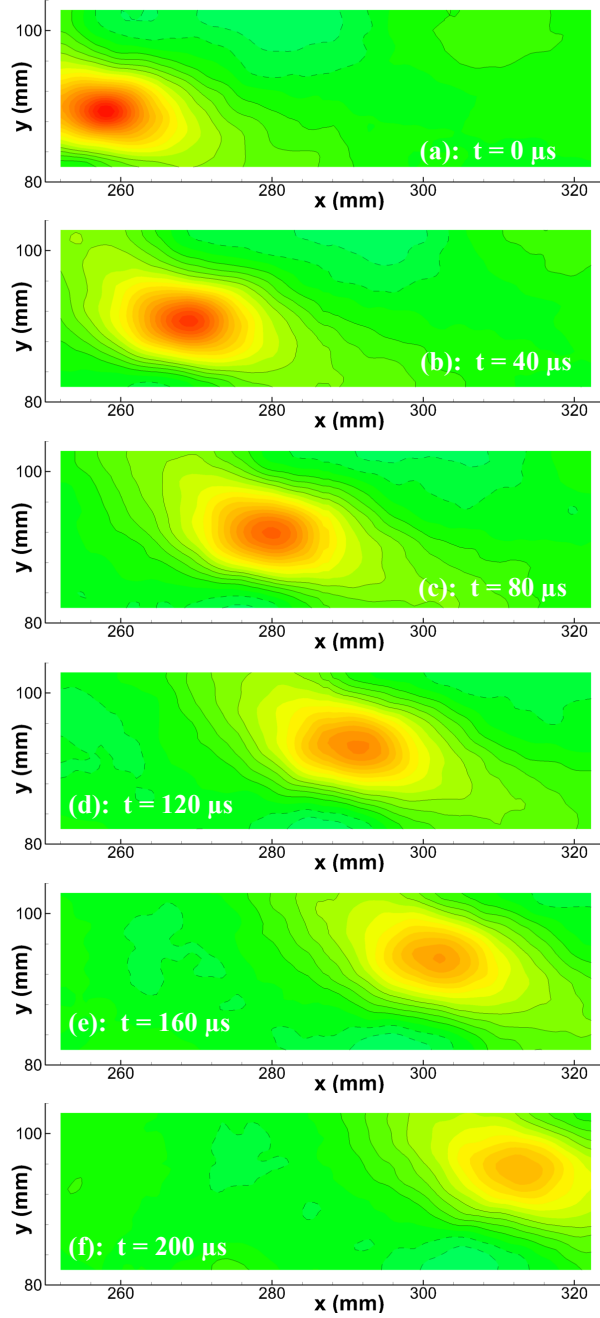 100
y (mm)
(a): t = 0 μs
80
260 280 300 320
x (mm)
100
y (mm)
(b): t = 40 μs
80
260 280 300 320
x (mm)
100
y (mm)
(c): t = 80 μs
80
260 280 300 320
x (mm)
100
y (mm)
(d): t = 120 μs
80
260 280 300 320
x (mm)
100
y (mm)
(e): t = 160 μs
80
260 280 300 320
x (mm)
100
y (mm)
(f): t = 200 μs
80
260 280 300 320
x (mm)